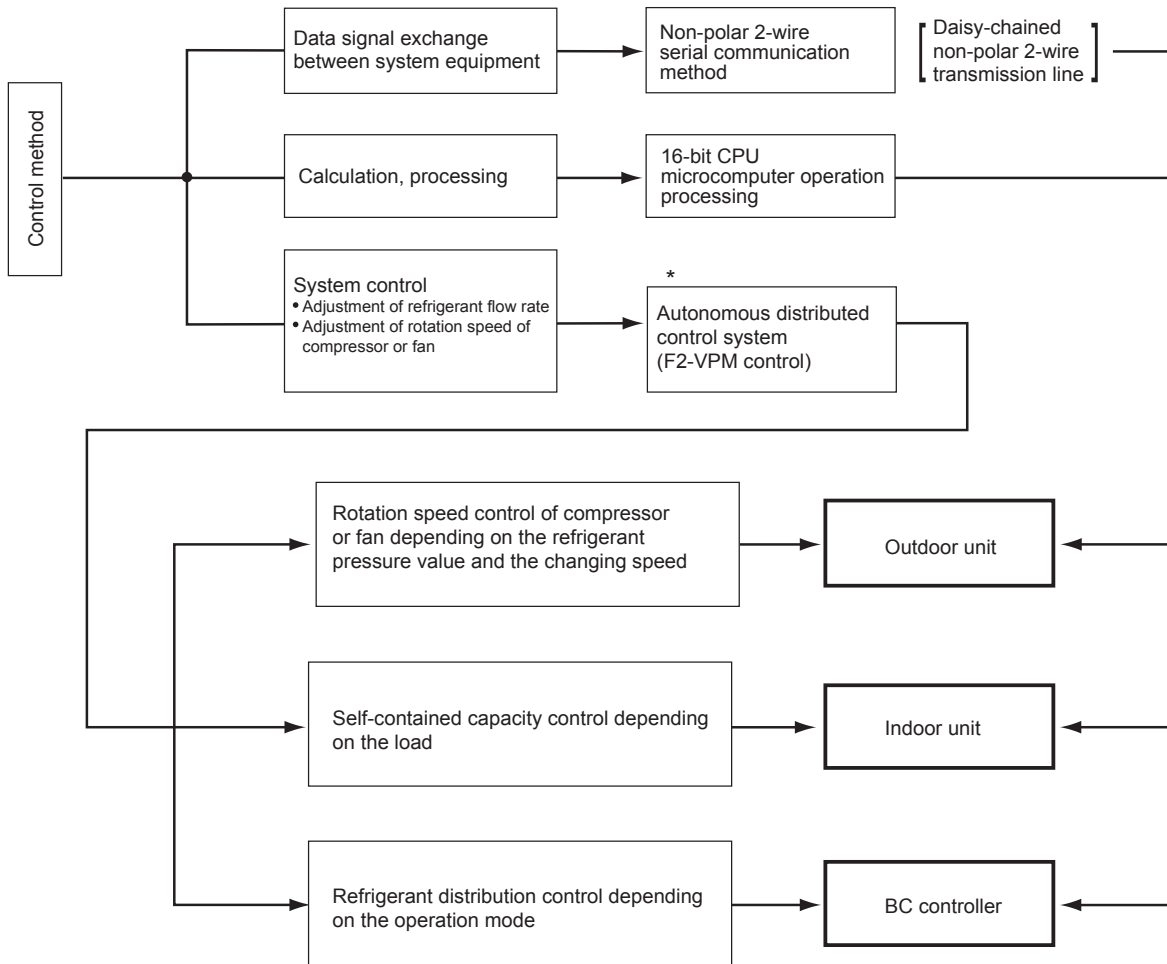 Control method
Data signal exchange
between system equipment
Non-polar 2-wire
serial communication
method
Daisy-chained
non-polar 2-wire
transmission line
Calculation, processing
16-bit CPU
microcomputer operation
processing
System control
• Adjustment of refrigerant flow rate
• Adjustment of rotation speed of
compressor or fan
*
Autonomous distributed
control system
(F2-VPM control)
Rotation speed control of compressor
or fan depending on the refrigerant
pressure value and the changing speed
Outdoor unit
Self-contained capacity control depending
on the load
Indoor unit
Refrigerant distribution control depending
on the operation mode
BC controller